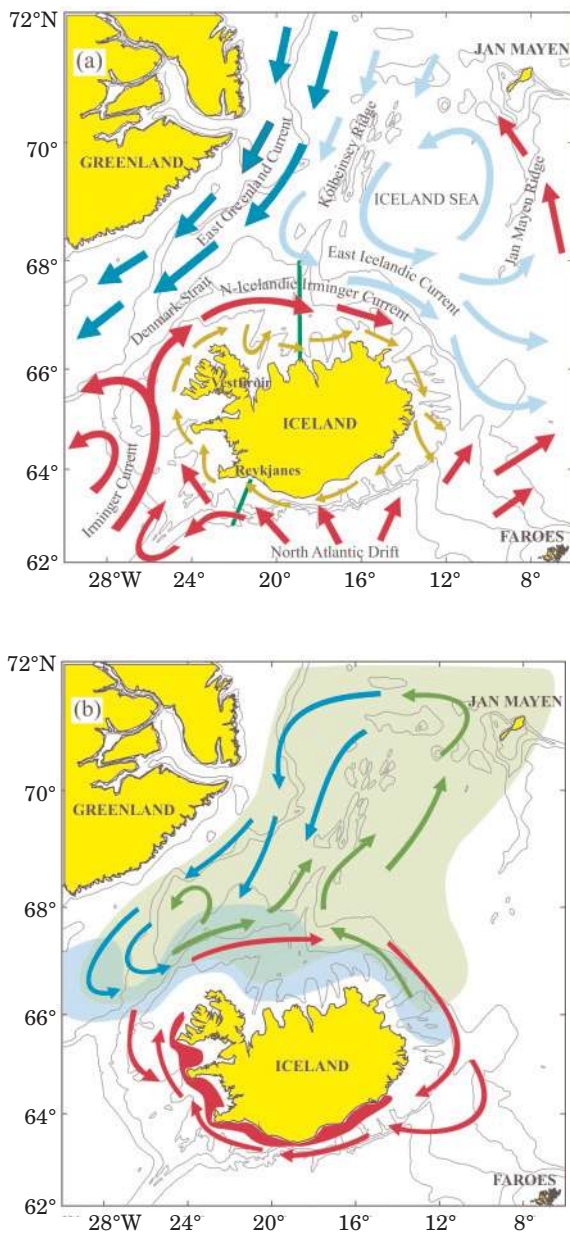 72°N
(a)
JAN MAYEN
70°
GREENLAND
East Greenland Current
Kolbeinsey Ridge
ICELAND SEA
Jan Mayen Ridge
68°
Denmark Strait
N-Icelandic Irminger Current
East Icelandic Current
66°
Vestfirðir
ICELAND
64°
Irminger Current
Reykjanes
62°
North Atlantic Drift
FAROES
28°W 24° 20° 16° 12° 8°
72°N
(b)
JAN MAYEN
70°
GREENLAND
68°
66°
ICELAND
64°
62°
FAROES
28°W 24° 20° 16° 12° 8°